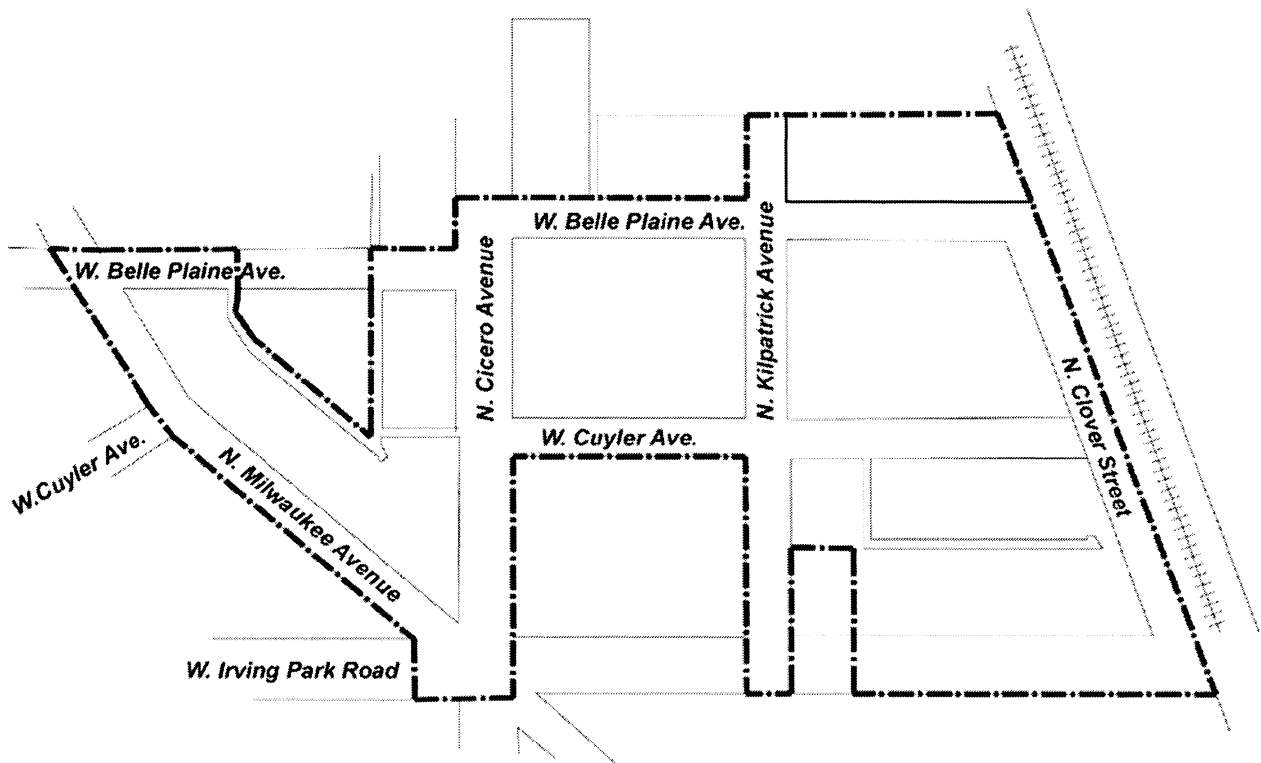 W. Belle Plaine Ave.
W. Belle Plaine Ave.
N. Cicero Avenue
N. Kilpatrick Avenue
N. Clover Street
W. Cuyler Ave.
W.Cuyler Ave.
N. Milwaukee Avenue
W. Irving Park Road